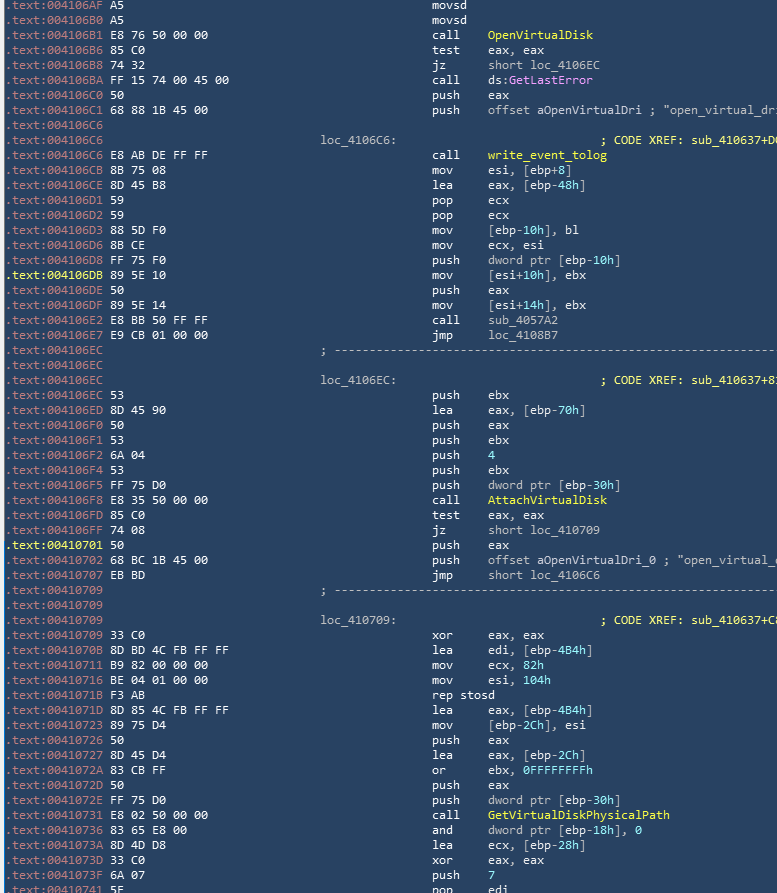 .text:004106AF A5 movsd
.text:004106B0 A5 movsd
.text:004106B1 E8 76 50 00 00 call OpenVirtualDisk
.text:004106B6 85 C0 test eax, eax
.text:004106B8 74 32 jz short loc_4106EC
.text:004106BA FF 15 74 00 45 00 call ds:GetLastError
.text:004106C0 50 push eax
.text:004106C1 68 88 1B 45 00 push offset aOpenVirtualDri ; "open_virtual_dri
.text:004106C6
.text:004106C6 loc_4106C6: ; CODE XREF: sub_410637+D0
.text:004106C6 E8 AB DE FF FF call write_event_tolog
.text:004106CB 8B 75 08 mov esi, [ebp+8]
.text:004106CE 8D 45 B8 lea eax, [ebp-48h]
.text:004106D1 59 pop ecx
.text:004106D2 59 pop ecx
.text:004106D3 88 5D F0 mov [ebp-10h], bl
.text:004106D6 8B CE mov ecx, esi
.text:004106D8 FF 75 F0 push dword ptr [ebp-10h]
.text:004106DB 89 5E 10 mov [esi+10h], ebx
.text:004106DE 50 push eax
.text:004106DF 89 5E 14 mov [esi+14h], ebx
.text:004106E2 E8 BB 50 FF FF call sub_4057A2
.text:004106E7 E9 CB 01 00 00 jmp loc_4108B7
.text:004106EC ; ---------------------------------------------------------------
.text:004106EC
.text:004106EC loc_4106EC: ; CODE XREF: sub_410637+81
.text:004106EC 53 push ebx
.text:004106ED 8D 45 90 lea eax, [ebp-70h]
.text:004106F0 50 push eax
.text:004106F1 53 push ebx
.text:004106F2 6A 04 push 4
.text:004106F4 53 push ebx
.text:004106F5 FF 75 D0 push dword ptr [ebp-30h]
.text:004106F8 E8 35 50 00 00 call AttachVirtualDisk
.text:004106FD 85 C0 test eax, eax
.text:004106FF 74 08 jz short loc_410709
.text:00410701 50 push eax
.text:00410702 68 BC 1B 45 00 push offset aOpenVirtualDri_0 ; "open_virtual_
.text:00410707 EB BD jmp short loc_4106C6
.text:00410709 ; ---------------------------------------------------------------
.text:00410709
.text:00410709 loc_410709: ; CODE XREF: sub_410637+C8
.text:00410709 33 C0 xor eax, eax
.text:0041070B 8D BD 4C FB FF FF lea edi, [ebp-4B4h]
.text:00410711 B9 82 00 00 00 mov ecx, 82h
.text:00410716 BE 04 01 00 00 mov esi, 104h
.text:0041071B F3 AB rep stosd
.text:0041071D 8D 85 4C FB FF FF lea eax, [ebp-4B4h]
.text:00410723 89 75 D4 mov [ebp-2Ch], esi
.text:00410726 50 push eax
.text:00410727 8D 45 D4 lea eax, [ebp-2Ch]
.text:0041072A 83 CB FF or ebx, 0FFFFFFFFh
.text:0041072D 50 push eax
.text:0041072E FF 75 D0 push dword ptr [ebp-30h]
.text:00410731 E8 02 50 00 00 call GetVirtualDiskPhysicalPath
.text:00410736 83 65 E8 00 and dword ptr [ebp-18h], 0
.text:0041073A 8D 4D D8 lea ecx, [ebp-28h]
.text:0041073D 33 C0 xor eax, eax
.text:0041073F 6A 07 push 7
.text:00410741 5F pop edi